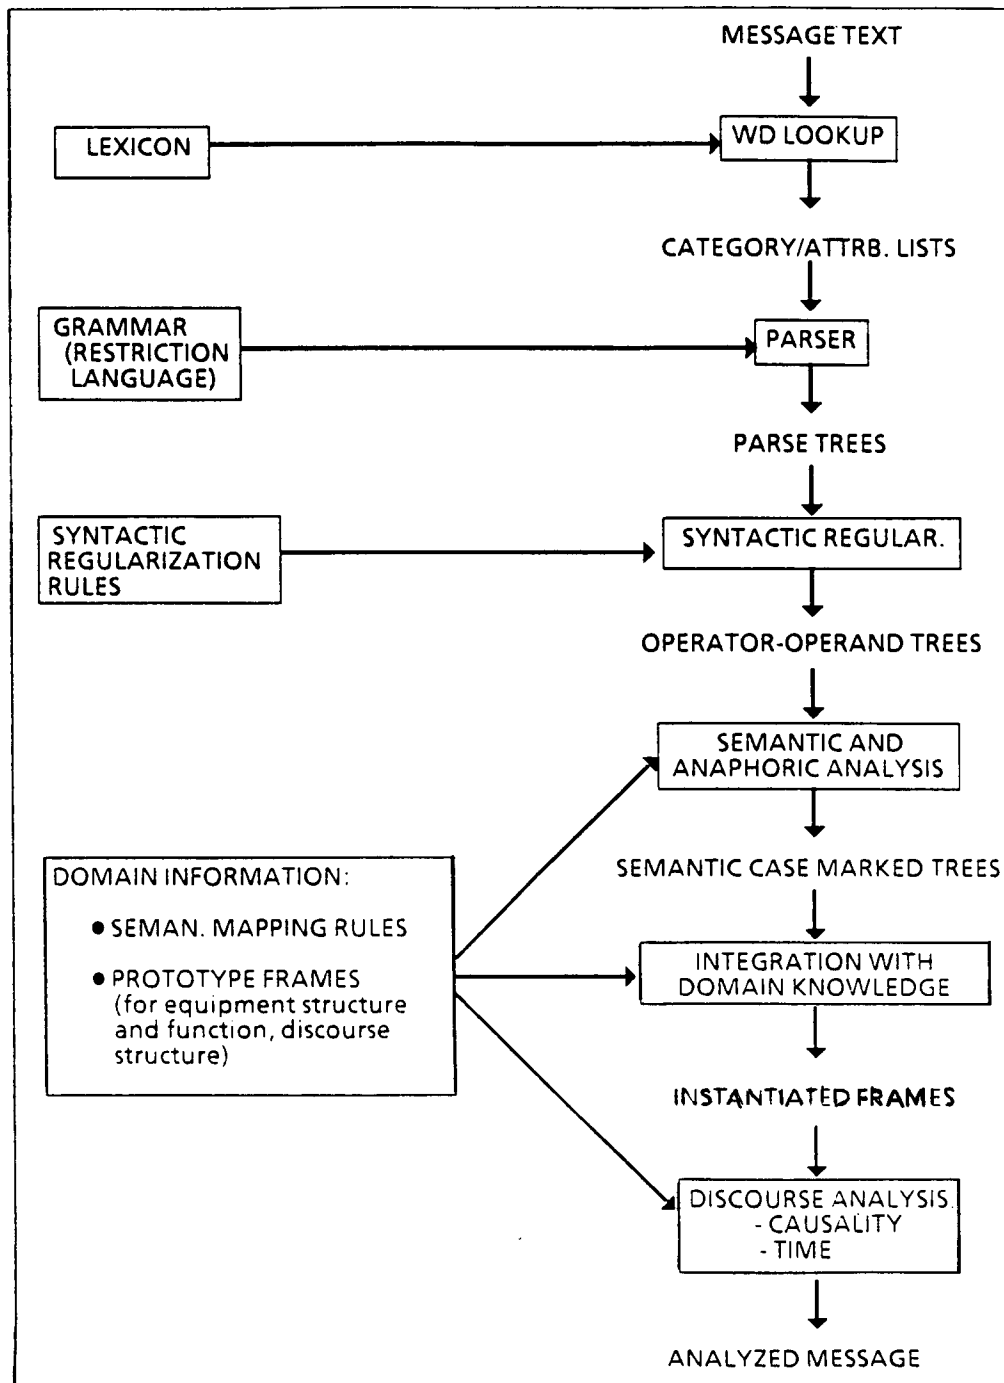 MESSAGE TEXT
LEXICON
WD LOOKUP
CATEGORY/ATTRB. LISTS
GRAMMAR
(RESTRICTION
LANGUAGE)
PARSER
PARSE TREES
SYNTACTIC
REGULARIZATION
RULES
SYNTACTIC REGULAR.
OPERATOR-OPERAND TREES
SEMANTIC AND
ANAPHORIC ANALYSIS
SEMANTIC CASE MARKED TREES
DOMAIN INFORMATION:
• SEMAN. MAPPING RULES
• PROTOTYPE FRAMES
(for equipment structure
and function, discourse
structure)
INTEGRATION WITH
DOMAIN KNOWLEDGE
INSTANTIATED FRAMES
DISCOURSE ANALYSIS
- CAUSALITY
- TIME
ANALYZED MESSAGE